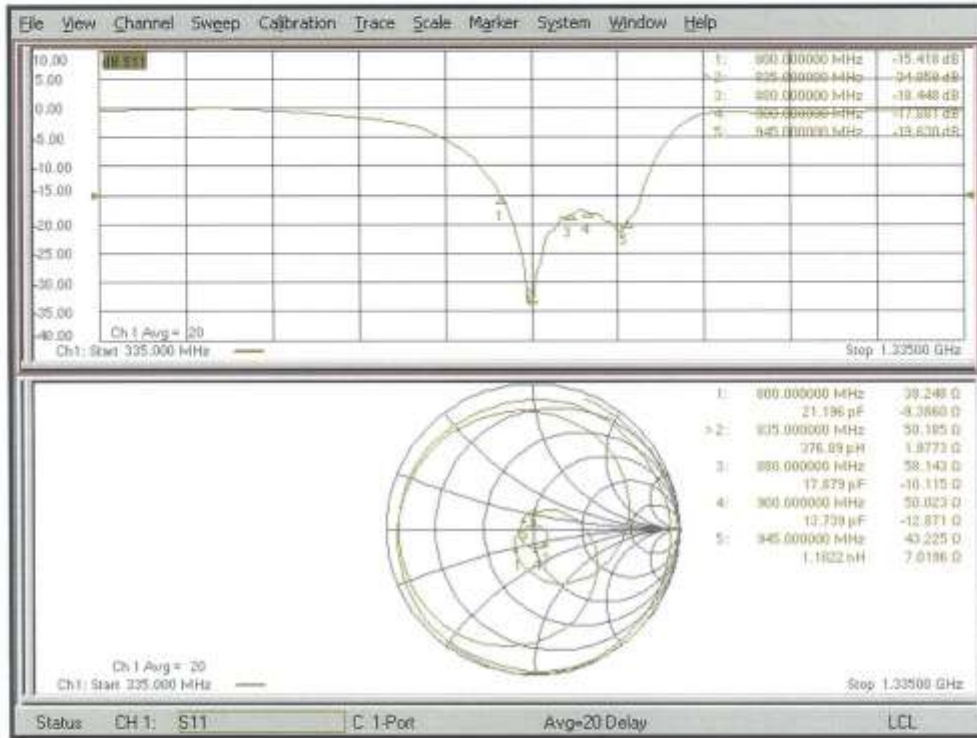 File View Channel Sweep Calibration Trace Scale Marker System Window Help
10.00 dB S11
5.00
0.00
-5.00
-10.00
-15.00
-20.00
-25.00
-30.00
-35.00
-40.00
1: 800.000000 MHz -15.418 dB
>2: 835.000000 MHz
3: 880.000000 MHz -18.448 dB
4: 900.000000 MHz
5: 945.000000 MHz -19.630 dB
1
3 4
5
Ch 1 Avg = 20
Ch1: Start 335.000 MHz Stop 1.33500 GHz
1: 800.000000 MHz 38.248 Ω
21.196 pF -9.3860 Ω
>2: 835.000000 MHz 50.185 Ω
376.89 pH 1.9773 Ω
3: 880.000000 MHz 58.143 Ω
17.879 pF -10.115 Ω
4: 900.000000 MHz 50.023 Ω
13.739 pF -12.871 Ω
5: 945.000000 MHz 43.225 Ω
1.1822 nH 7.0196 Ω
Ch 1 Avg = 20
Ch1: Start 335.000 MHz Stop 1.33500 GHz
Status CH 1: S11 C 1-Port Avg=20 Delay LCL